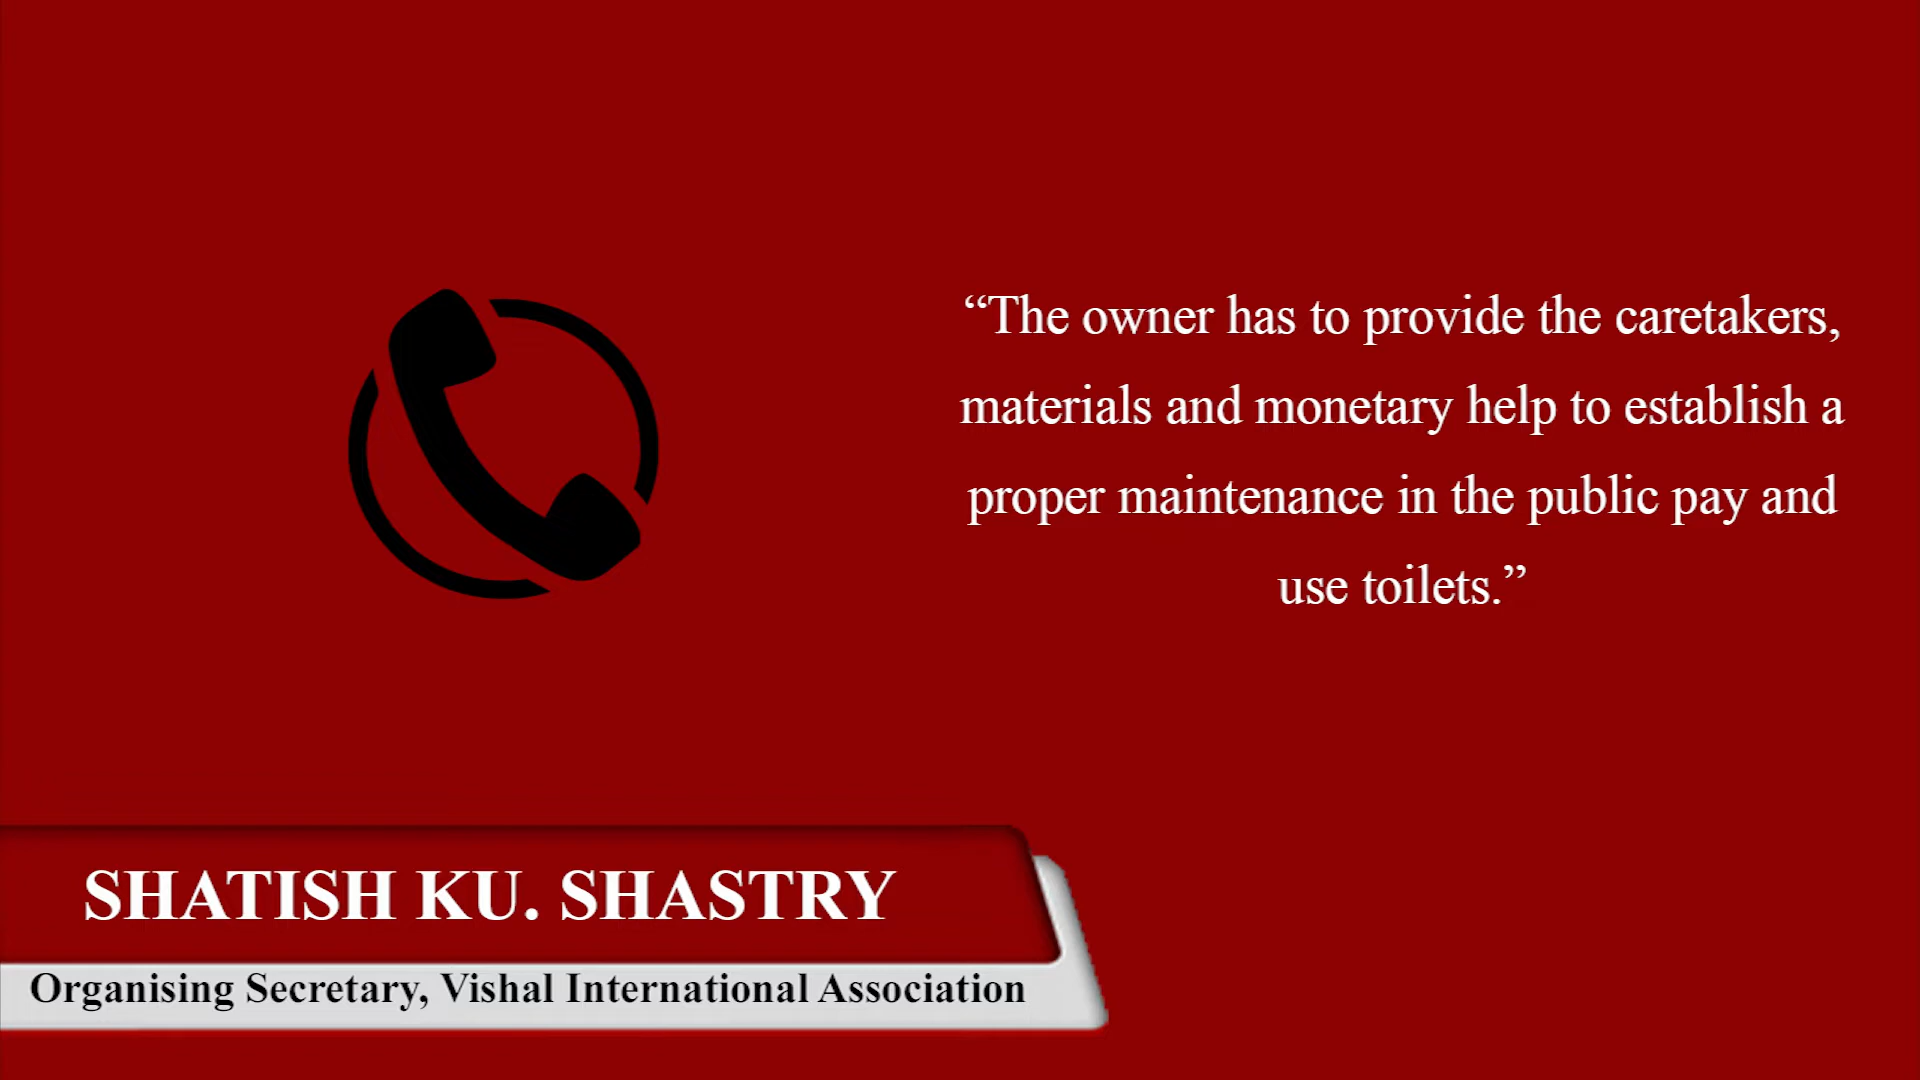 “The owner has to provide the caretakers,
materials and monetary help to establish a
proper maintenance in the public pay and
use toilets.”
SHATISH KU. SHASTRY
Organising Secretary, Vishal International Association